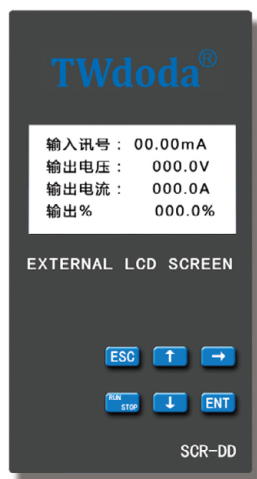 TWdoda®
输入讯号： 00.00mA
输出电压： 000.0V
输出电流： 000.0A
输出% 000.0%
EXTERNAL LCD SCREEN
ESC ↑ →
RUN STOP ↓ ENT
SCR-DD